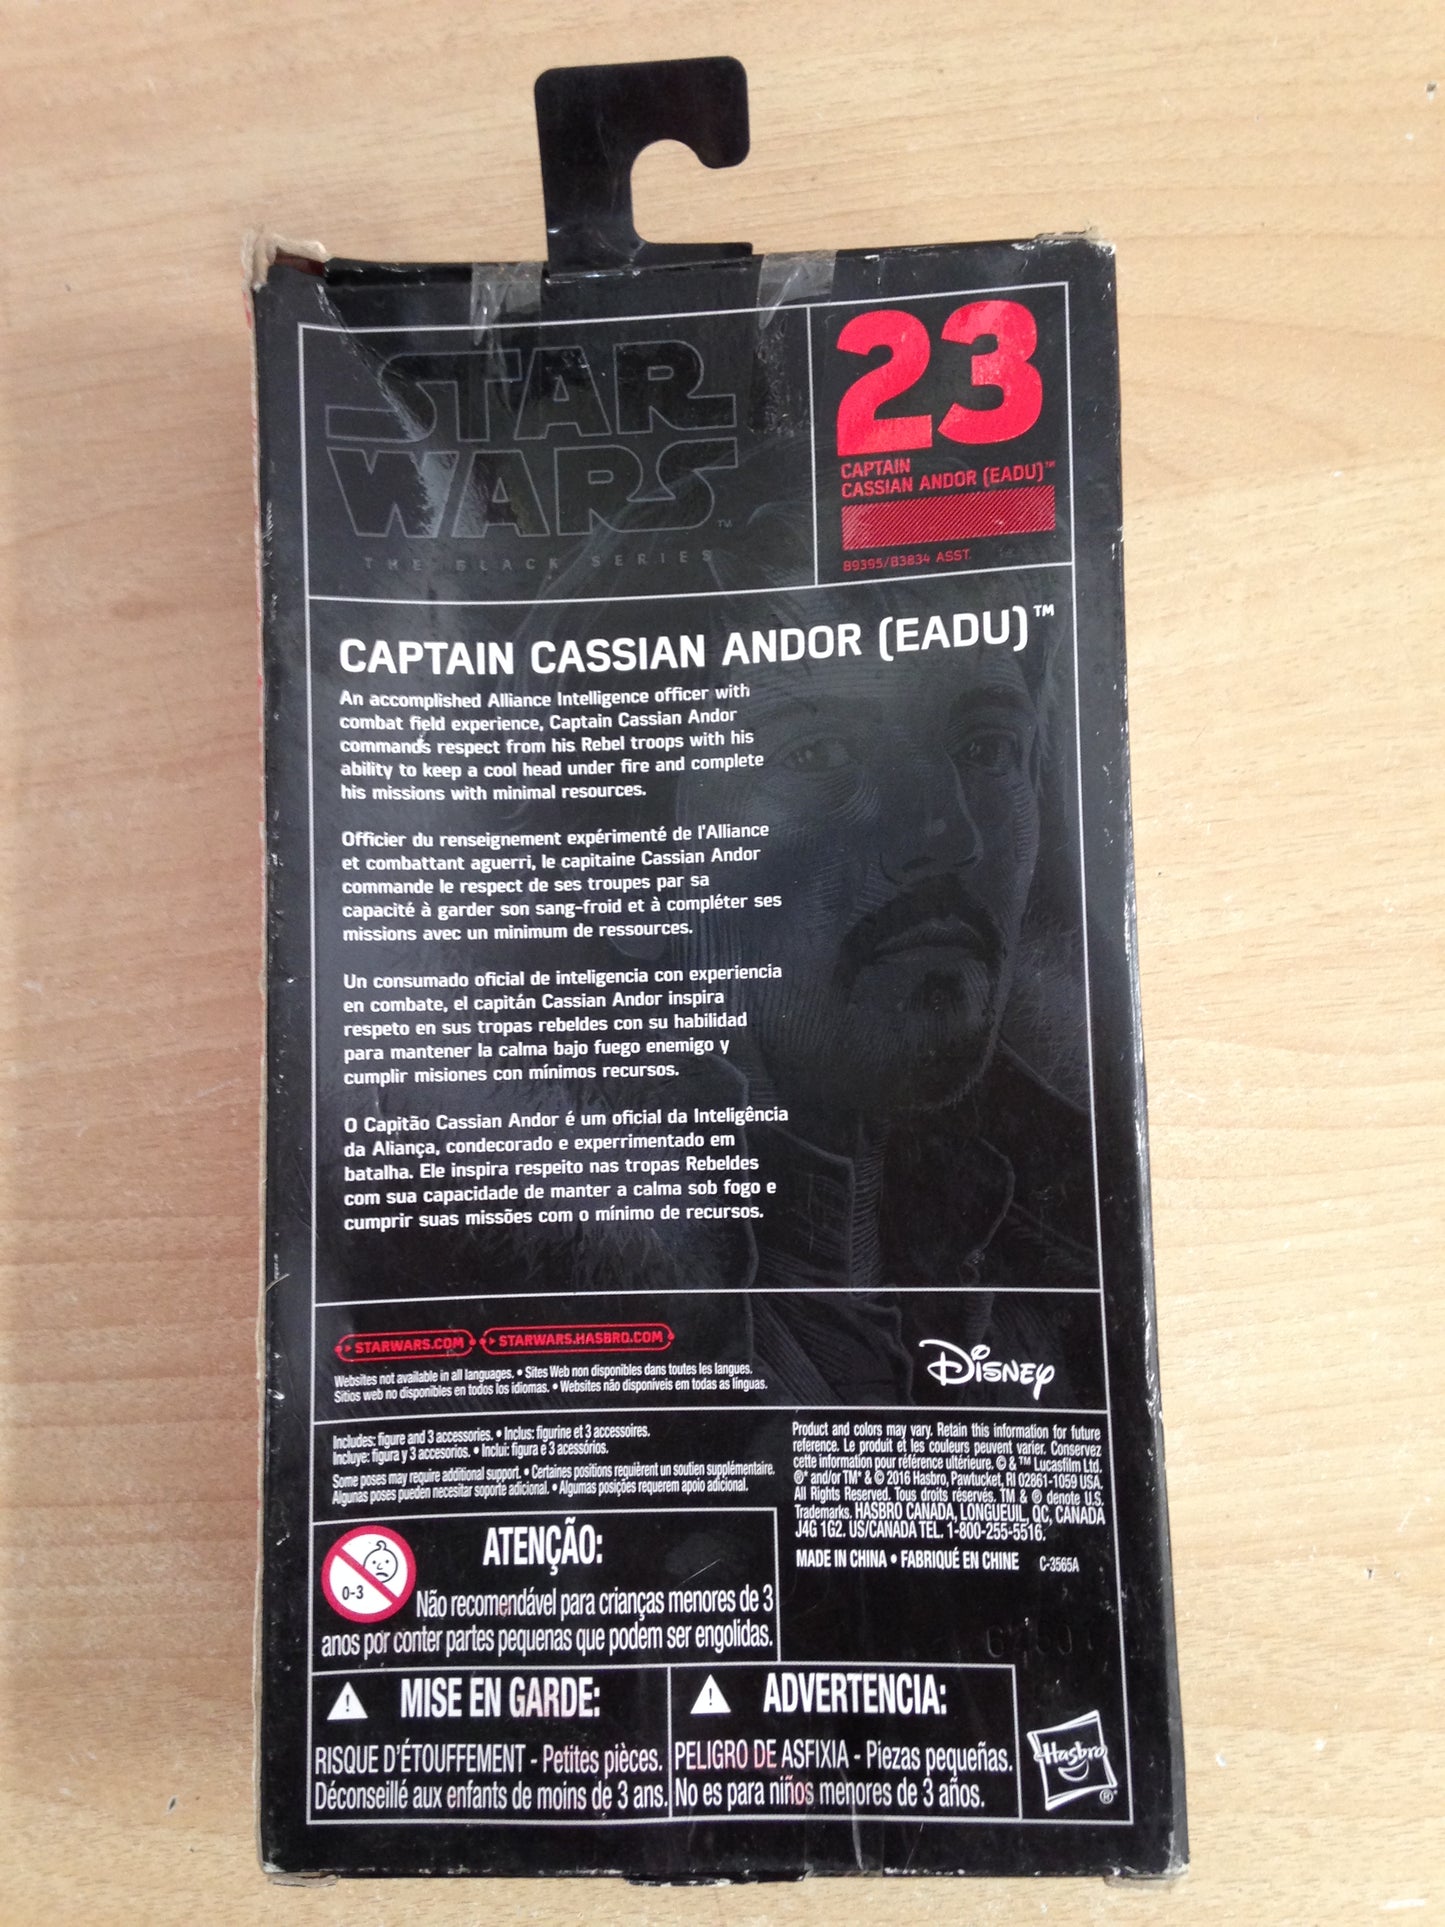 STAR
WARS™
THE BLACK SERIES
23
CAPTAIN
CASSIAN ANDOR (EADU)™
B9395/B3834 ASST.
CAPTAIN CASSIAN ANDOR (EADU)™
An accomplished Alliance Intelligence officer with
combat field experience, Captain Cassian Andor
commands respect from his Rebel troops with his
ability to keep a cool head under fire and complete
his missions with minimal resources.
Officier du renseignement expérimenté de l'Alliance
et combattant aguerri, le capitaine Cassian Andor
commande le respect de ses troupes par sa
capacité à garder son sang-froid et à compléter ses
missions avec un minimum de ressources.
Un consumado oficial de inteligencia con experiencia
en combate, el capitán Cassian Andor inspira
respeto en sus tropas rebeldes con su habilidad
para mantener la calma bajo fuego enemigo y
cumplir misiones con mínimos recursos.
O Capitão Cassian Andor é um oficial da Inteligência
da Aliança, condecorado e experrimentado em
batalha. Ele inspira respeito nas tropas Rebeldes
com sua capacidade de manter a calma sob fogo e
cumprir suas missões com o mínimo de recursos.
STARWARS.COM STARWARS.HASBRO.COM
Websites not available in all languages. • Sites Web non disponibles dans toutes les langues.
Sitios web no disponibles en todos los idiomas. • Websites não disponíveis em todas as línguas.
Disney
Includes: figure and 3 accessories. • Inclus: figurine et 3 accessoires.
Incluye: figura y 3 accesorios. • Inclui: figura e 3 acessórios.
Some poses may require additional support. • Certaines positions requièrent un soutien supplémentaire.
Algunas poses pueden necesitar soporte adicional. • Algumas posições requerem apoio adicional.
Product and colors may vary. Retain this information for future
reference. Le produit et les couleurs peuvent varier. Conservez
cette information pour référence ultérieure. © & ™ Lucasfilm Ltd.
®* and/or TM* & © 2016 Hasbro, Pawtucket, RI 02861-1059 USA.
All Rights Reserved. Tous droits réservés. TM & ® denote U.S.
Trademarks. HASBRO CANADA, LONGUEUIL, QC, CANADA
J4G 1G2. US/CANADA TEL. 1-800-255-5516.
MADE IN CHINA • FABRIQUÉ EN CHINE C-3565A
0-3
ATENÇÃO:
Não recomendável para crianças menores de 3
anos por conter partes pequenas que podem ser engolidas.
MISE EN GARDE:
RISQUE D'ÉTOUFFEMENT - Petites pièces.
Déconseillé aux enfants de moins de 3 ans.
ADVERTENCIA:
PELIGRO DE ASFIXIA - Piezas pequeñas.
No es para niños menores de 3 años.
Hasbro®